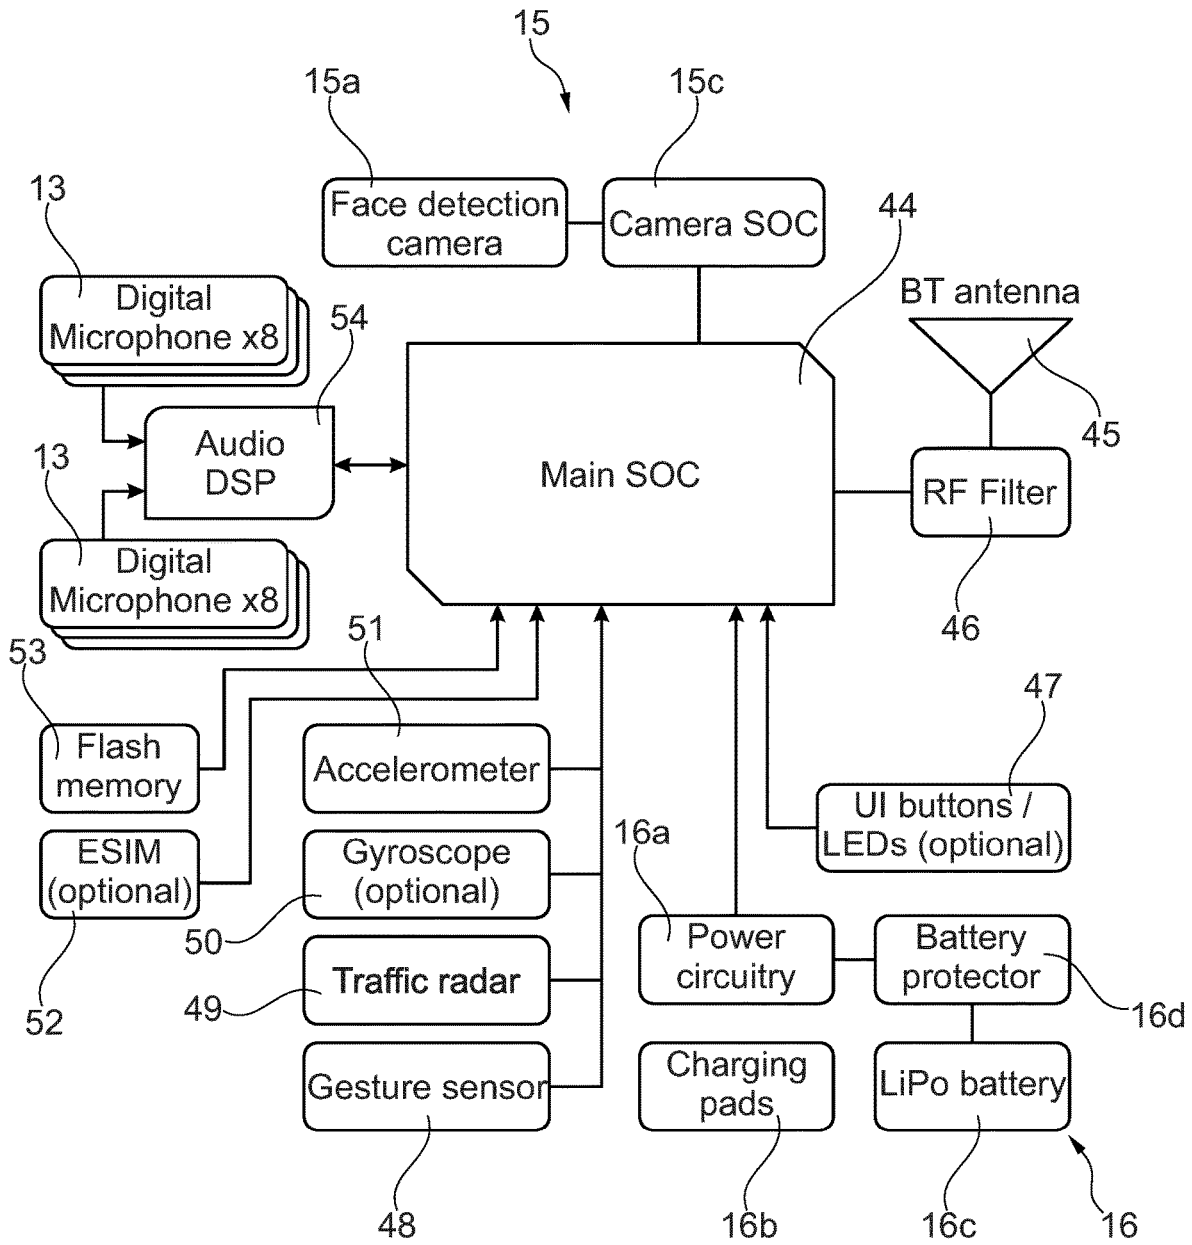 15
15a
15c
Face detection
camera
Camera SOC
44
13
Digital
Microphone x8
54
BT antenna
45
Audio
DSP
Main SOC
RF Filter
46
13
Digital
Microphone x8
53
Flash
memory
51
Accelerometer
47
UI buttons /
LEDs (optional)
ESIM
(optional)
52
Gyroscope
(optional)
50
16a
Power
circuitry
Battery
protector
16d
Traffic radar
49
Gesture sensor
48
Charging
pads
16b
LiPo battery
16c
16